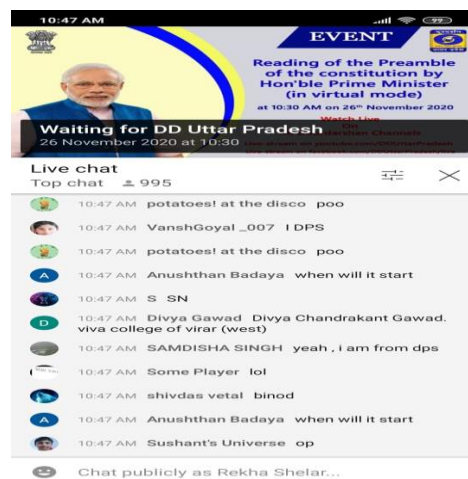 10:47 AM
99
EVENT
Reading of the Preamble
of the constitution by
Hon'ble Prime Minister
(in virtual mode)
at 10:30 AM on 26th November 2020
Watch Live
On
Waiting for DD Uttar Pradesh
26 November 2020 at 10:30
Live chat
Top chat 995
10:47 AM potatoes! at the disco poo
10:47 AM VanshGoyal _007 I DPS
10:47 AM potatoes! at the disco poo
A 10:47 AM Anushthan Badaya when will it start
10:47 AM S SN
D 10:47 AM Divya Gawad Divya Chandrakant Gawad.
viva college of virar (west)
10:47 AM SAMDISHA SINGH yeah , i am from dps
10:47 AM Some Player lol
10:47 AM shivdas vetal binod
A 10:47 AM Anushthan Badaya when will it start
10:47 AM Sushant's Universe op
Chat publicly as Rekha Shelar...